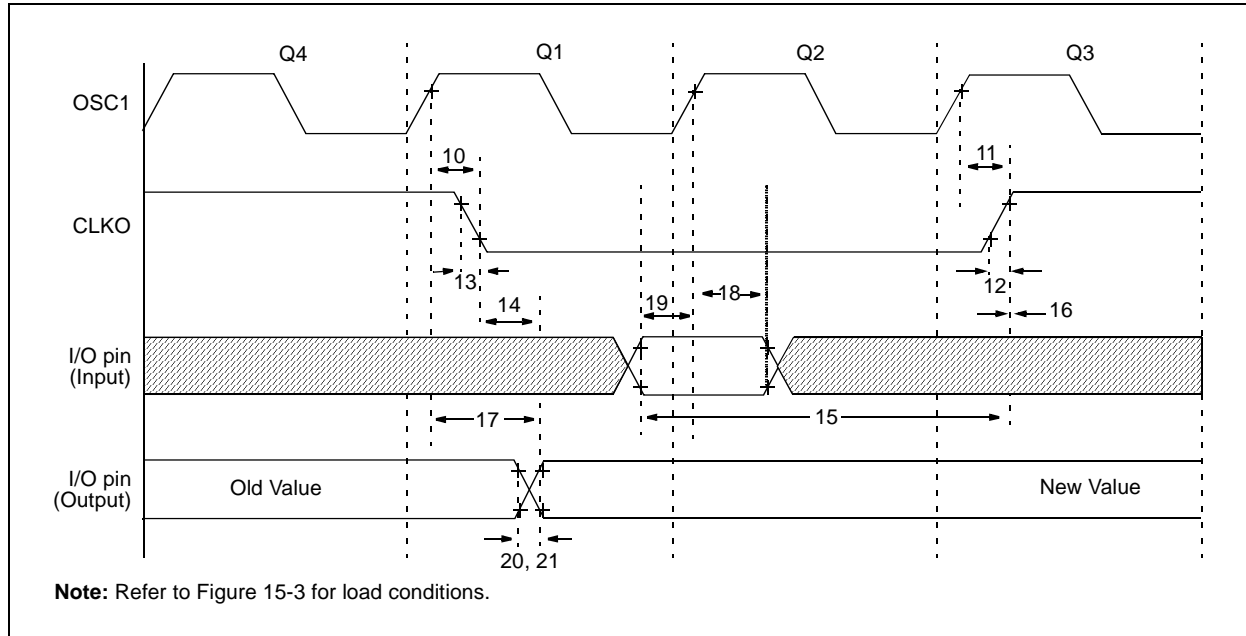 Q4 Q1 Q2 Q3
OSC1
10 11
CLKO
13 12
14 19 18 16
I/O pin
(Input)
17 15
I/O pin
(Output)
Old Value New Value
20, 21
Note: Refer to Figure 15-3 for load conditions.